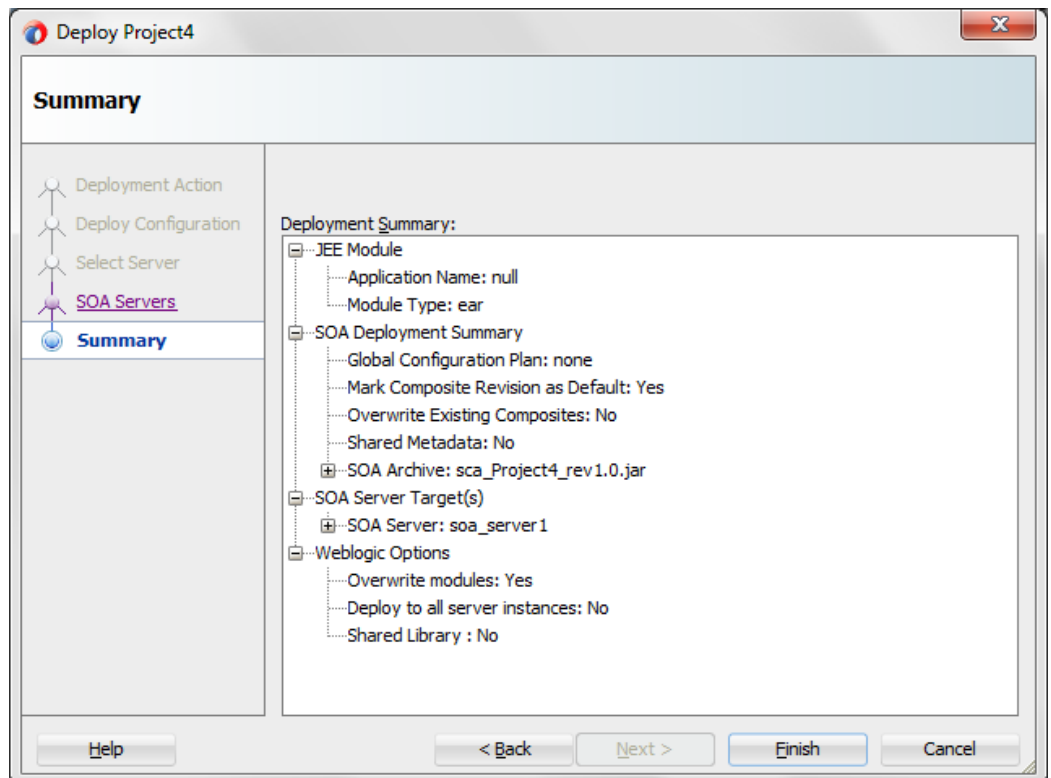 Deploy Project4
Summary
Deployment Action
Deploy Configuration
Select Server
SOA Servers
Summary
Deployment Summary:
JEE Module
Application Name: null
Module Type: ear
SOA Deployment Summary
Global Configuration Plan: none
Mark Composite Revision as Default: Yes
Overwrite Existing Composites: No
Shared Metadata: No
SOA Archive: sca_Project4_rev1.0.jar
SOA Server Target(s)
SOA Server: soa_server1
Weblogic Options
Overwrite modules: Yes
Deploy to all server instances: No
Shared Library : No
Help
< Back
Next >
Finish
Cancel